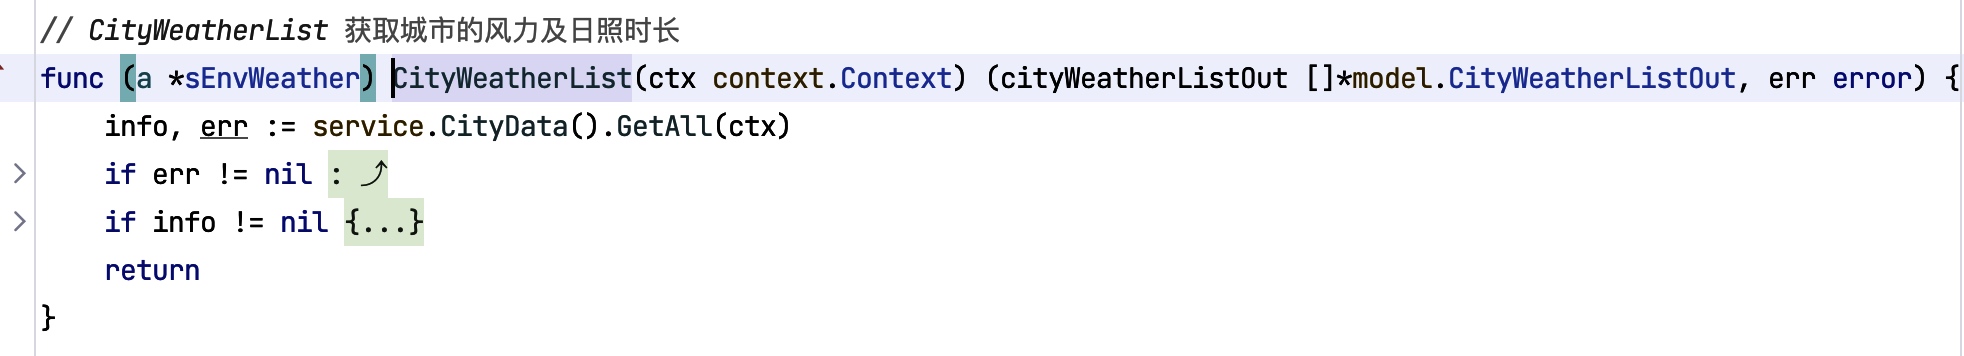 // CityWeatherList 获取城市的风力及日照时长
func (a *sEnvWeather) CityWeatherList(ctx context.Context) (cityWeatherListOut []*model.CityWeatherListOut, err error) {
    info, err := service.CityData().GetAll(ctx)
    if err != nil : ⤴
    if info != nil {...}
    return
}